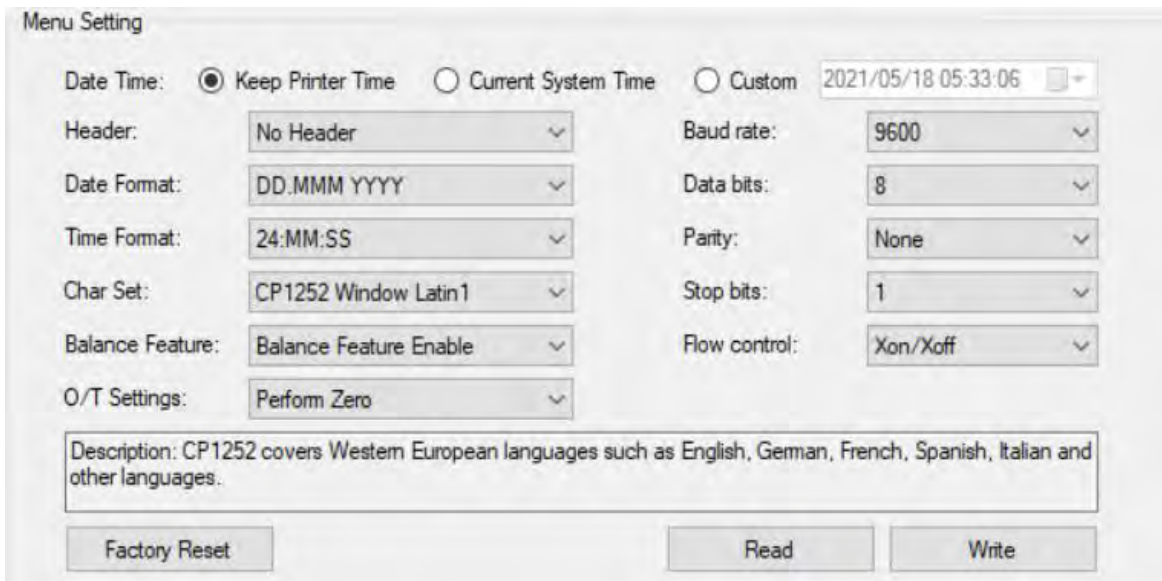 Menu Setting
Date Time: Keep Printer Time Current System Time Custom 2021/05/18 05:33:06
Header: No Header Baud rate: 9600
Date Format: DD.MMM YYYY Data bits: 8
Time Format: 24:MM:SS Parity: None
Char Set: CP1252 Window Latin1 Stop bits: 1
Balance Feature: Balance Feature Enable Flow control: Xon/Xoff
O/T Settings: Perform Zero
Description: CP1252 covers Western European languages such as English, German, French, Spanish, Italian and
other languages.
Factory Reset Read Write